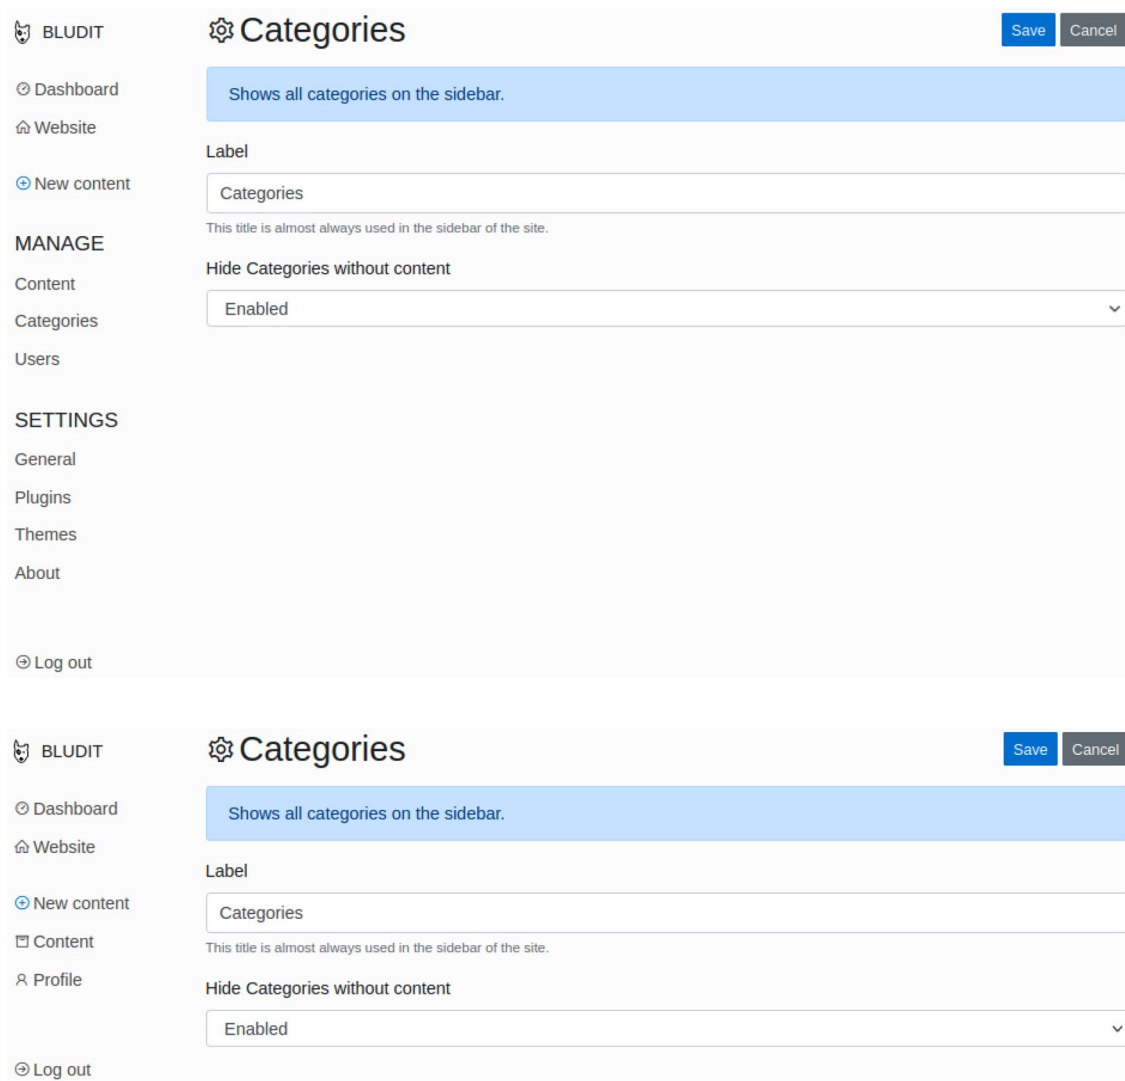 BLUDIT
Categories
Save Cancel
Dashboard
Shows all categories on the sidebar.
Website
Label
New content
Categories
This title is almost always used in the sidebar of the site.
MANAGE
Hide Categories without content
Content
Enabled
Categories
Users
SETTINGS
General
Plugins
Themes
About
Log out
BLUDIT
Categories
Save Cancel
Dashboard
Shows all categories on the sidebar.
Website
Label
New content
Categories
Content
This title is almost always used in the sidebar of the site.
Profile
Hide Categories without content
Enabled
Log out